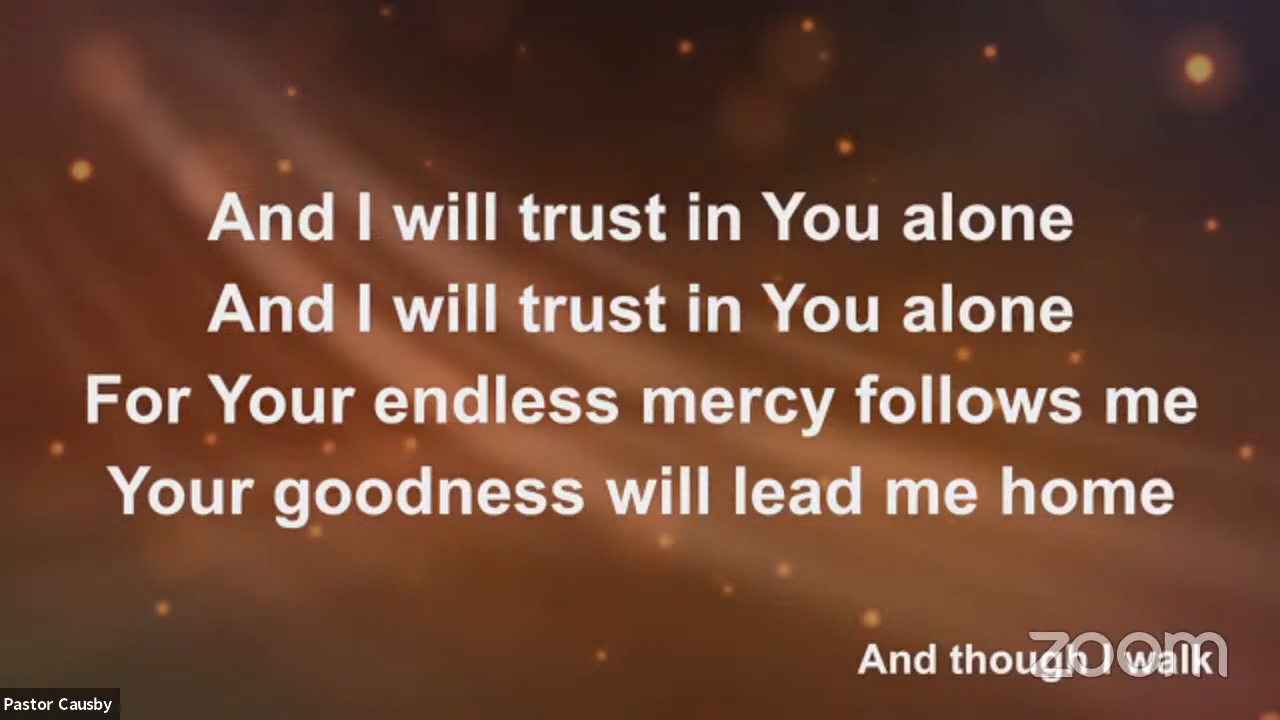 And I will trust in You alone
And I will trust in You alone
For Your endless mercy follows me
Your goodness will lead me home
And though I walk
zoom
Pastor Causby